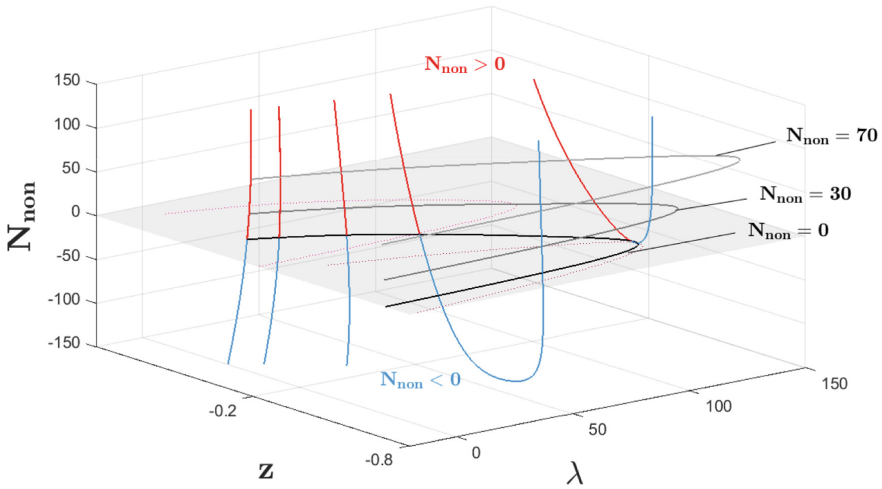 150
100
50
0
-50
-100
-150
N_non
N_non > 0
N_non = 70
N_non = 30
N_non = 0
N_non < 0
-0.2
-0.8
z
0
50
100
150
λ